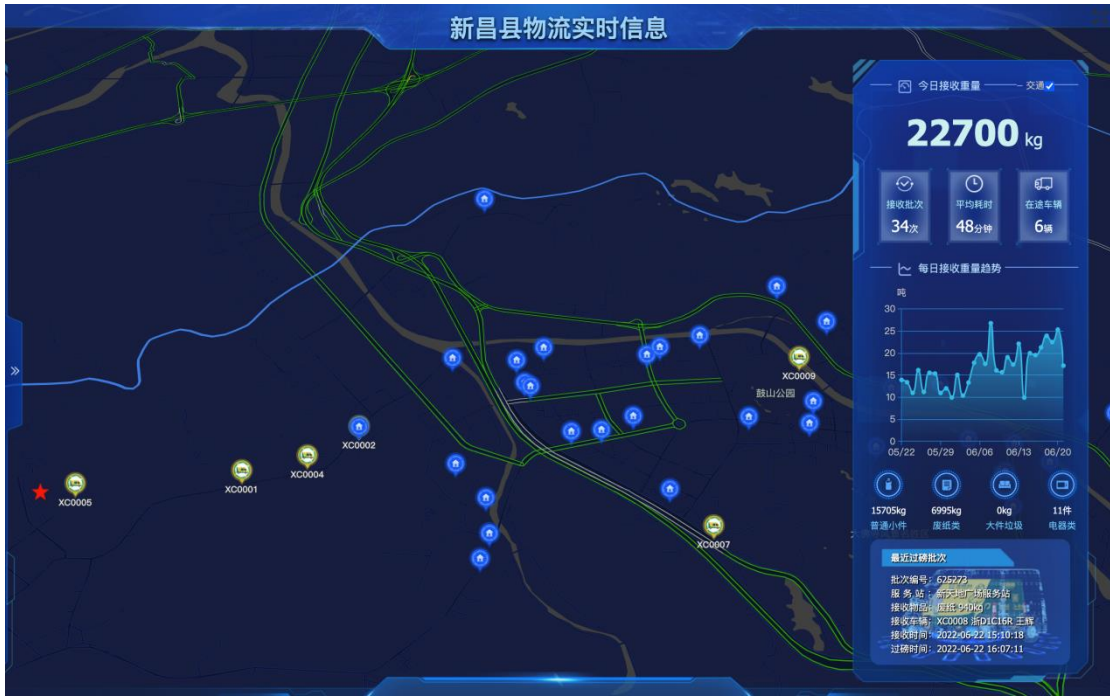 新昌县物流实时信息
今日接收重量
交通
22700 kg
接收批次
34次
平均耗时
48分钟
在途车辆
6辆
每日接收重量趋势
吨
30
25
20
15
10
5
0
05/22 05/29 06/06 06/13 06/20
15705kg 6995kg 0kg 11件
普通小件 废纸类 大件垃圾 电器类
最近过磅批次
批次编号: 625273
服 务 站: 新天地广场服务站
接收物品: 废纸 940kg
接收车辆: XC0008 浙D1C16R 王辉
接收时间: 2022-06-22 15:10:18
过磅时间: 2022-06-22 16:07:11
XC0009
鼓山公园
XC0002
XC0004
XC0001
XC0005
XC0007